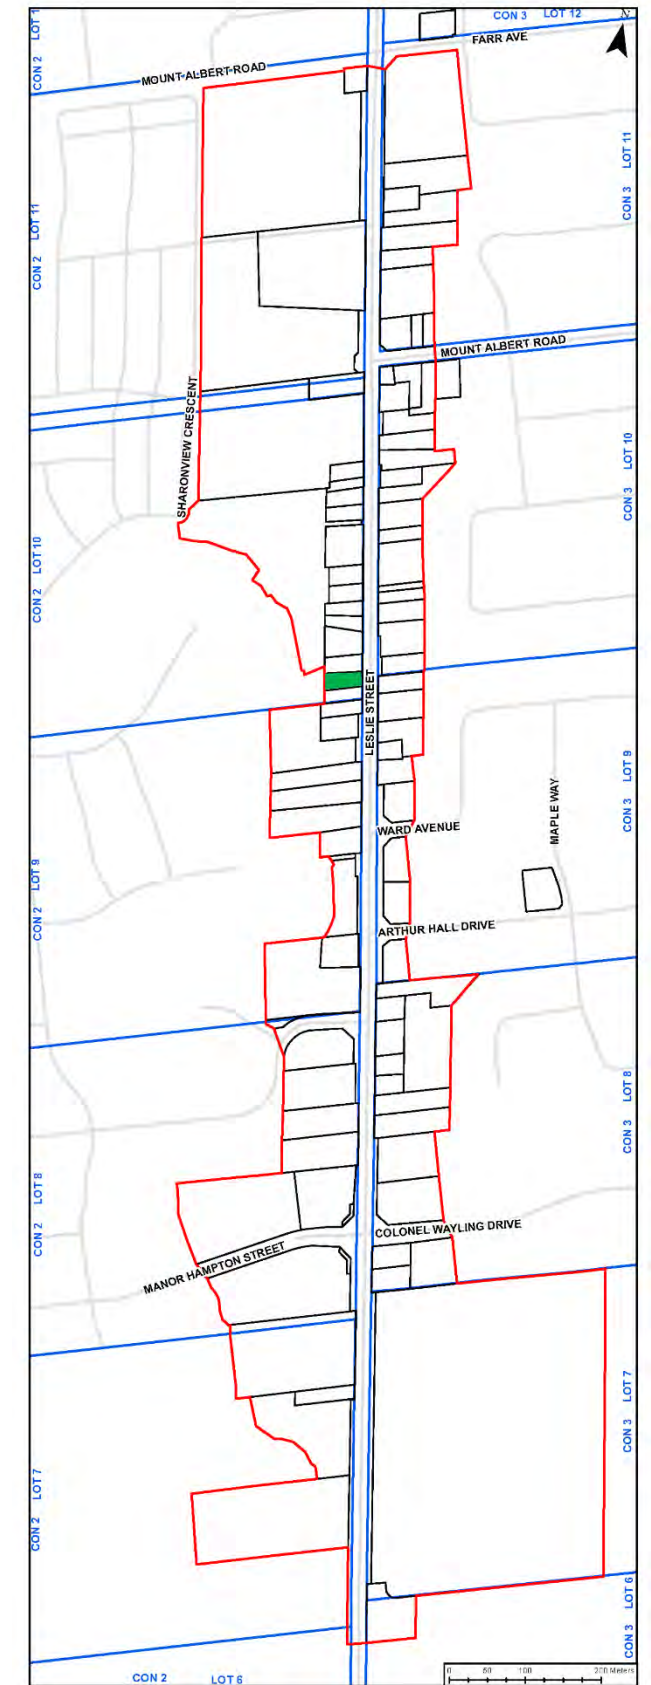 CON 3 LOT 12
N
FARR AVE
MOUNT ALBERT ROAD
CON 2 LOT 1
CON 3 LOT 11
CON 2 LOT 11
MOUNT ALBERT ROAD
SHARONVIEW CRESCENT
CON 3 LOT 10
CON 2 LOT 10
LESLIE STREET
CON 3 LOT 9
MAPLE WAY
WARD AVENUE
CON 2 LOT 9
ARTHUR HALL DRIVE
CON 3 LOT 8
CON 2 LOT 8
COLONEL WAYLING DRIVE
MANOR HAMPTON STREET
CON 3 LOT 7
CON 2 LOT 7
CON 3 LOT 6
CON 2 LOT 6
0 50 100 200 Meters